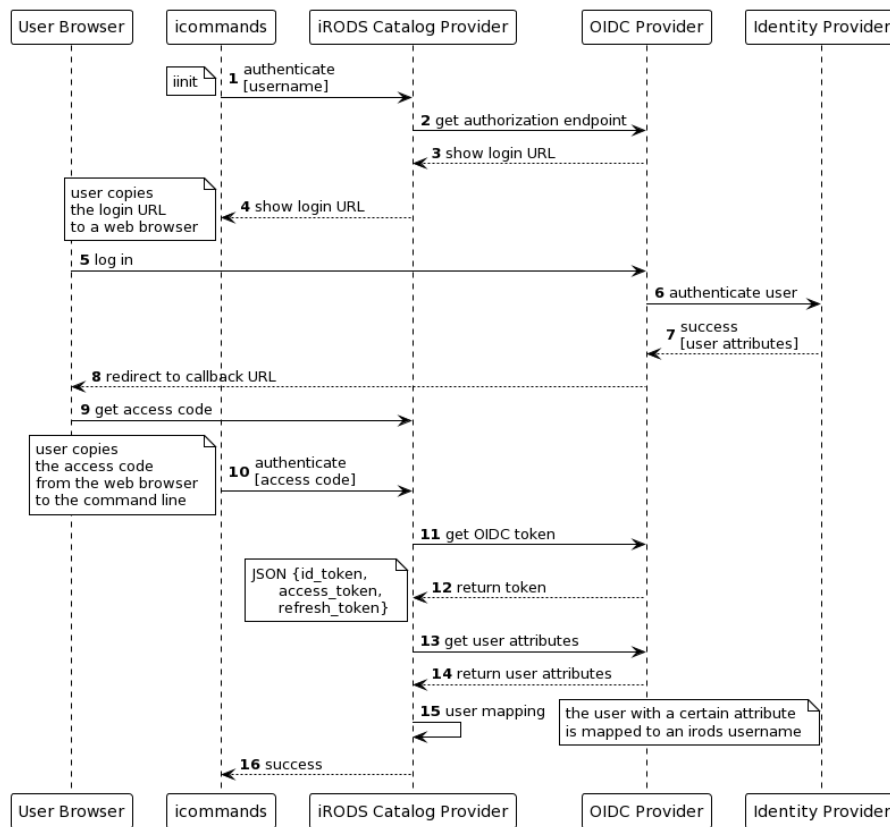 User Browser
icommands
iRODS Catalog Provider
OIDC Provider
Identity Provider
iinit
1 authenticate
[username]
2 get authorization endpoint
3 show login URL
user copies
the login URL
to a web browser
4 show login URL
5 log in
6 authenticate user
7 success
[user attributes]
8 redirect to callback URL
9 get access code
user copies
the access code
from the web browser
to the command line
10 authenticate
[access code]
11 get OIDC token
JSON {id_token,
access_token,
refresh_token}
12 return token
13 get user attributes
14 return user attributes
15 user mapping
the user with a certain attribute
is mapped to an irods username
16 success
User Browser
icommands
iRODS Catalog Provider
OIDC Provider
Identity Provider